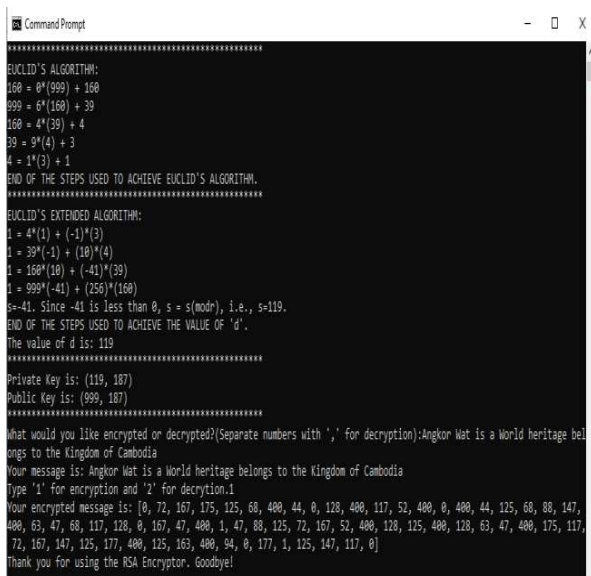 Command Prompt
*****************************************************
EUCLID'S ALGORITHM:
160 = 0*(999) + 160
999 = 6*(160) + 39
160 = 4*(39) + 4
39 = 9*(4) + 3
4 = 1*(3) + 1
END OF THE STEPS USED TO ACHIEVE EUCLID'S ALGORITHM.
*****************************************************
EUCLID'S EXTENDED ALGORITHM:
1 = 4*(1) + (-1)*(3)
1 = 39*(-1) + (10)*(4)
1 = 160*(10) + (-41)*(39)
1 = 999*(-41) + (256)*(160)
s=-41. Since -41 is less than 0, s = s(modr), i.e., s=119.
END OF THE STEPS USED TO ACHIEVE THE VALUE OF 'd'.
The value of d is: 119
*****************************************************
Private Key is: (119, 187)
Public Key is: (999, 187)
*****************************************************
What would you like encrypted or decrypted?(Separate numbers with ',' for decryption):Angkor Wat is a World heritage bel
ongs to the Kingdom of Cambodia
Your message is: Angkor Wat is a World heritage belongs to the Kingdom of Cambodia
Type '1' for encryption and '2' for decrytion.1
Your encrypted message is: [0, 72, 167, 175, 125, 68, 400, 44, 0, 128, 400, 117, 52, 400, 0, 400, 44, 125, 68, 88, 147,
400, 63, 47, 68, 117, 128, 0, 167, 47, 400, 1, 47, 88, 125, 72, 167, 52, 400, 128, 125, 400, 128, 63, 47, 400, 175, 117,
72, 167, 147, 125, 177, 400, 125, 163, 400, 94, 0, 177, 1, 125, 147, 117, 0]
Thank you for using the RSA Encryptor. Goodbye!